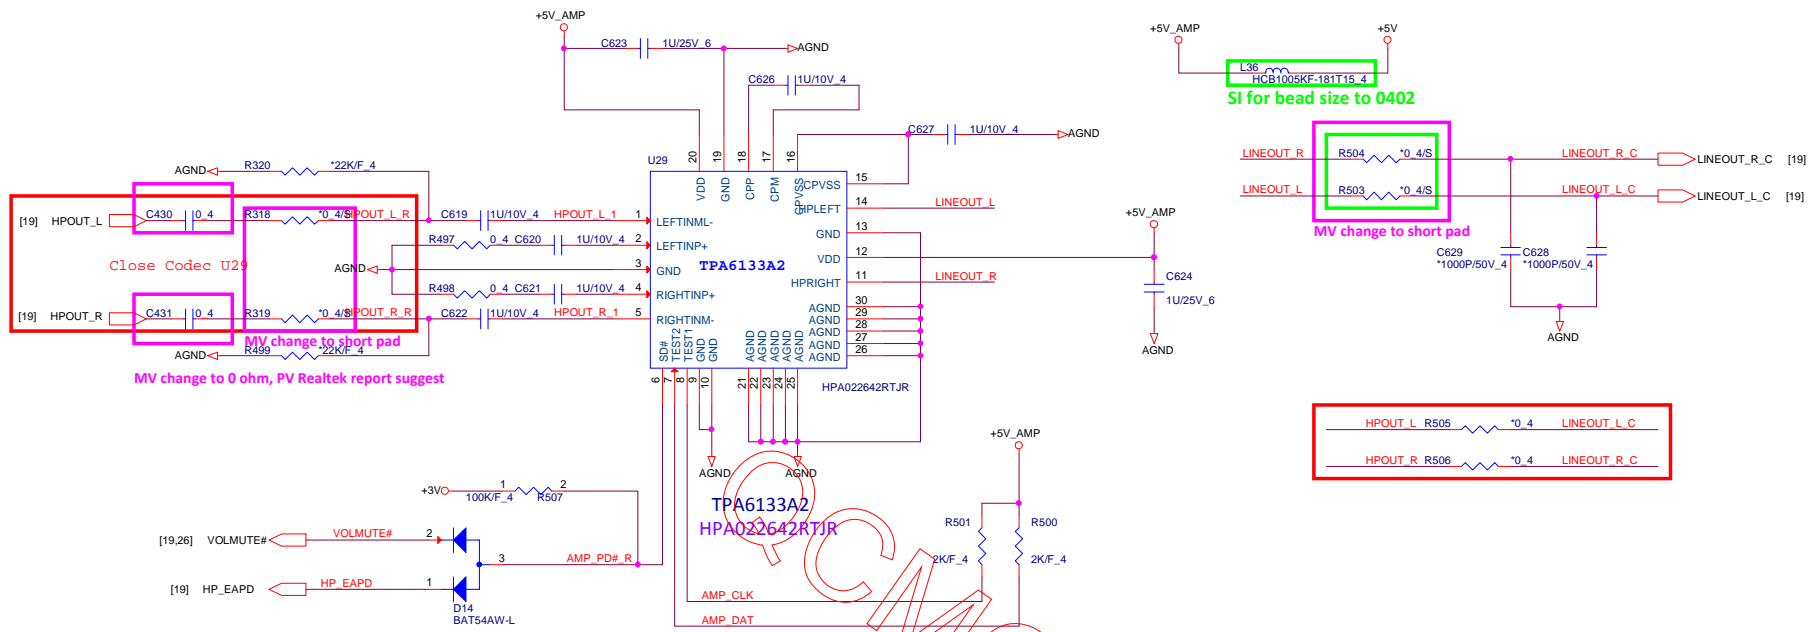 +5V_AMP
C623 1U/25V_6 AGND
C626 1U/10V_4
C627 1U/10V_4 AGND
+5V_AMP +5V
L36
HCB1005KF-181T15_4
SI for bead size to 0402
LINEOUT_R R504 *0_4/S LINEOUT_R_C LINEOUT_R_C [19]
LINEOUT_L R503 *0_4/S LINEOUT_L_C LINEOUT_L_C [19]
MV change to short pad
C629 C628
*1000P/50V_4 *1000P/50V_4
AGND
AGND R320 *22K/F_4
[19] HPOUT_L C430 0_4 R318 *0_4/S HPOUT_L_R C619 1U/10V_4 HPOUT_L_1
R497 0_4 C620 1U/10V_4
Close Codec U29
AGND
R498 0_4 C621 1U/10V_4
[19] HPOUT_R C431 0_4 R319 *0_4/S HPOUT_R_R C622 1U/10V_4 HPOUT_R_1
MV change to short pad
AGND R499 *22K/F_4
MV change to 0 ohm, PV Realtek report suggest
U29
20 19 18 17 16
VDD GND CPP CPM CPVSS
1 LEFTINML-
2 LEFTINP+
3 GND
4 RIGHTINP+
5 RIGHTINM-
TPA6133A2
CPVSS 15
HPLEFT 14 LINEOUT_L
GND 13
VDD 12
HPRIGHT 11 LINEOUT_R
AGND 30
AGND 29
AGND 28
AGND 27
AGND 26
SD# TEST2 TEST1 GND GND AGND AGND AGND AGND AGND
6 7 8 9 10 21 22 23 24 25
HPA022642RTJR
+5V_AMP
C624
1U/25V_6
AGND
AGND AGND
TPA6133A2
HPA022642RTJR
+5V_AMP
R501 R500
2K/F_4 2K/F_4
HPOUT_L R505 *0_4 LINEOUT_L_C
HPOUT_R R506 *0_4 LINEOUT_R_C
+3V 1 2
100K/F_4 R507
[19,26] VOLMUTE# VOLMUTE# 2
3 AMP_PD#_R
[19] HP_EAPD HP_EAPD 1
D14
BAT54AW-L
AMP_CLK
AMP_DAT